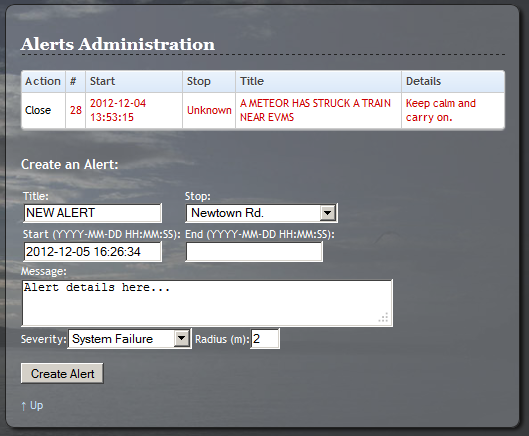 Alerts Administration
Action # Start Stop Title Details
Close 28 2012-12-04 13:53:15 Unknown A METEOR HAS STRUCK A TRAIN NEAR EVMS Keep calm and carry on.
Create an Alert:
Title: Stop:
NEW ALERT Newtown Rd.
Start (YYYY-MM-DD HH:MM:SS): End (YYYY-MM-DD HH:MM:SS):
2012-12-05 16:26:34
Message:
Alert details here...
Severity: System Failure Radius (m): 2
Create Alert
↑ Up